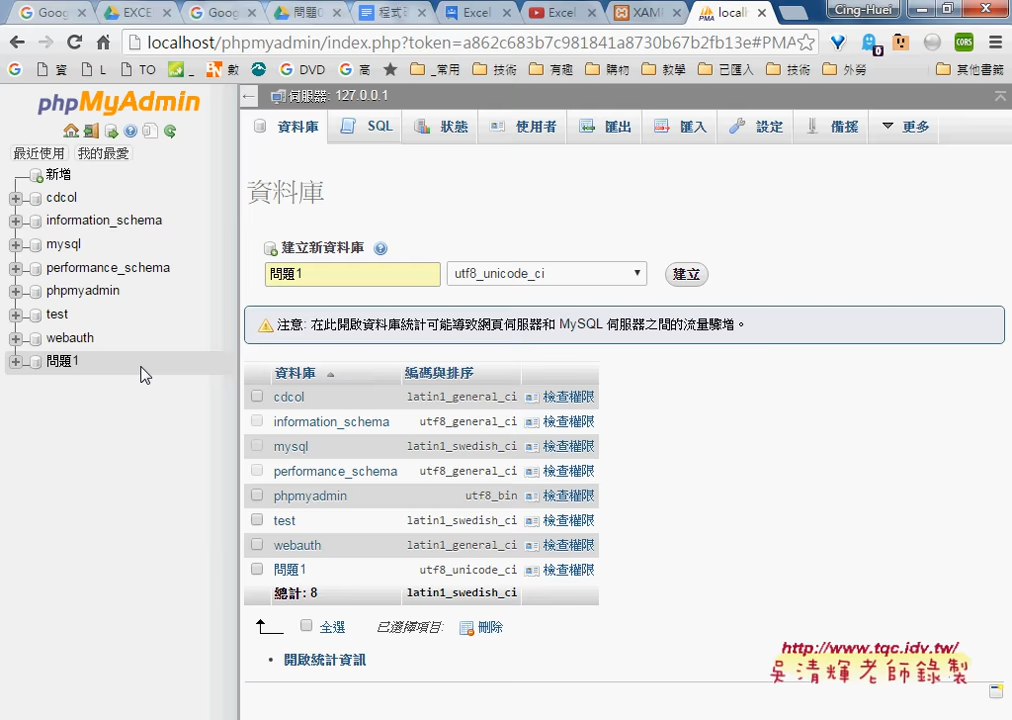 Goo
EXCE
Goo
問題
程式
Excel
Excel
XAM
locall
Cing-Huei
localhost/phpmyadmin/index.php?token=a862c683b7c981841a8730b67b2fb13e#PMA
資
L
TO
數
DVD
高
_常用
技術
有趣
購物
教學
已匯入
技術
外勞
其他書籤
phpMyAdmin
伺服器: 127.0.0.1
資料庫
SQL
狀態
使用者
匯出
匯入
設定
備援
更多
最近使用
我的最愛
新增
cdcol
information_schema
mysql
performance_schema
phpmyadmin
test
webauth
問題1
資料庫
建立新資料庫
問題1
utf8_unicode_ci
建立
注意: 在此開啟資料庫統計可能導致網頁伺服器和 MySQL 伺服器之間的流量驟增。
資料庫 編碼與排序
cdcol latin1_general_ci 檢查權限
information_schema utf8_general_ci 檢查權限
mysql latin1_swedish_ci 檢查權限
performance_schema utf8_general_ci 檢查權限
phpmyadmin utf8_bin 檢查權限
test latin1_swedish_ci 檢查權限
webauth latin1_general_ci 檢查權限
問題1 utf8_unicode_ci 檢查權限
總計: 8 latin1_swedish_ci
全選 已選擇項目: 刪除
開啟統計資訊
http://www.tqc.idv.tw/
吳清輝老師錄製